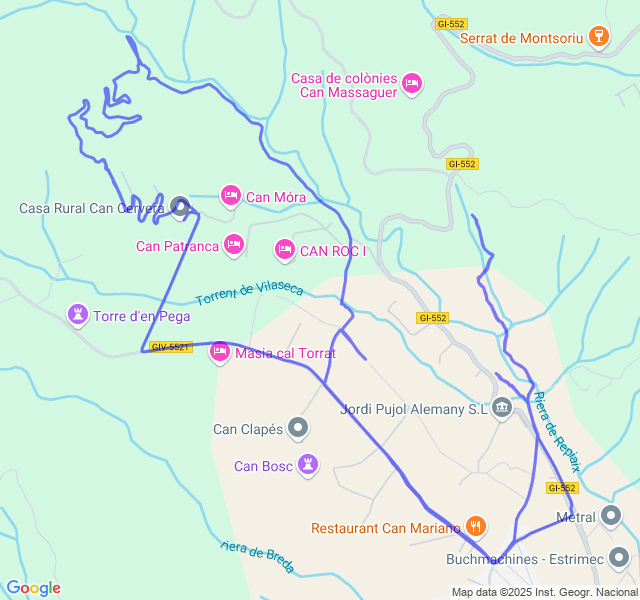 GI-552
Serrat de Montsoriu
Casa de colònies
Can Massaguer
GI-552
Can Móra
Casa Rural Can Cervera
Can Patranca
CAN ROC I
Torrent de Vilaseca
Torre d'en Pega
GI-552
GIV-5521
Masia cal Torrat
Jordi Pujol Alemany S.L
Riera de Repiaix
Can Clapés
Can Bosc
GI-552
Restaurant Can Mariano
Metral
Riera de Breda
Buchmachines - Estrimec
Google
Map data ©2025 Inst. Geogr. Nacional